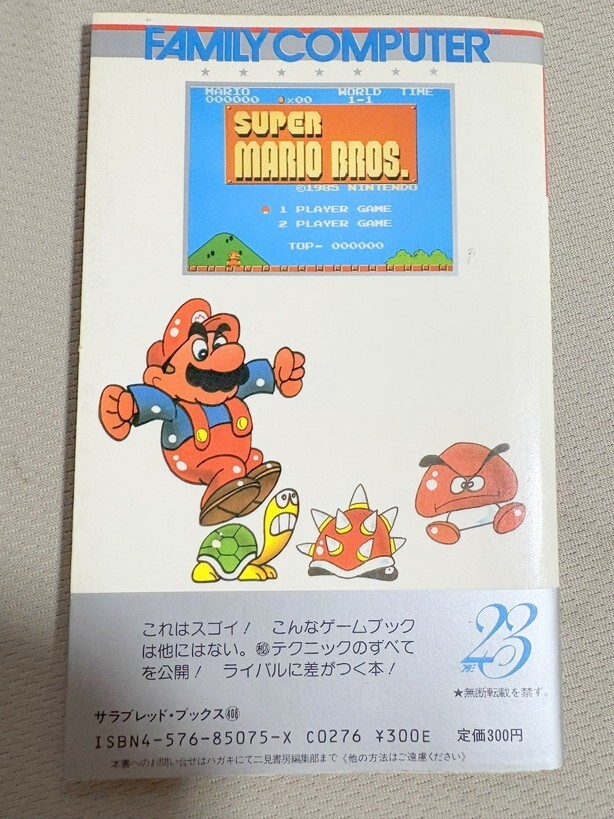 FAMILY COMPUTER™
MARIO WORLD TIME
000000 ×00 1-1
SUPER
MARIO BROS.
©1985 NINTENDO
1 PLAYER GAME
2 PLAYER GAME
TOP- 000000
M
これはスゴイ! こんなゲームブック
は他にはない。㊙テクニックのすべて
を公開! ライバルに差がつく本!
23
フタミ
★無断転載を禁ず。
サラブレッド・ブックス406
ISBN4-576-85075-X C0276 ¥300E 定価300円
本書へのお問い合せはハガキにて二見書房編集部まで《他の方法はご遠慮ください》